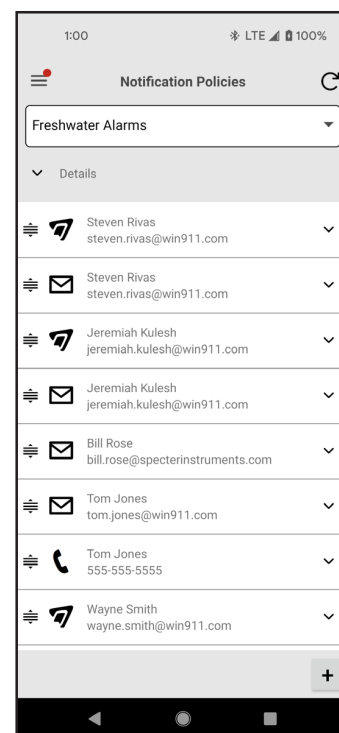 1:00 LTE 100%
Notification Policies
Freshwater Alarms
Details
Steven Rivas
steven.rivas@win911.com
Steven Rivas
steven.rivas@win911.com
Jeremiah Kulesh
jeremiah.kulesh@win911.com
Jeremiah Kulesh
jeremiah.kulesh@win911.com
Bill Rose
bill.rose@specterinstruments.com
Tom Jones
tom.jones@win911.com
Tom Jones
555-555-5555
Wayne Smith
wayne.smith@win911.com
+